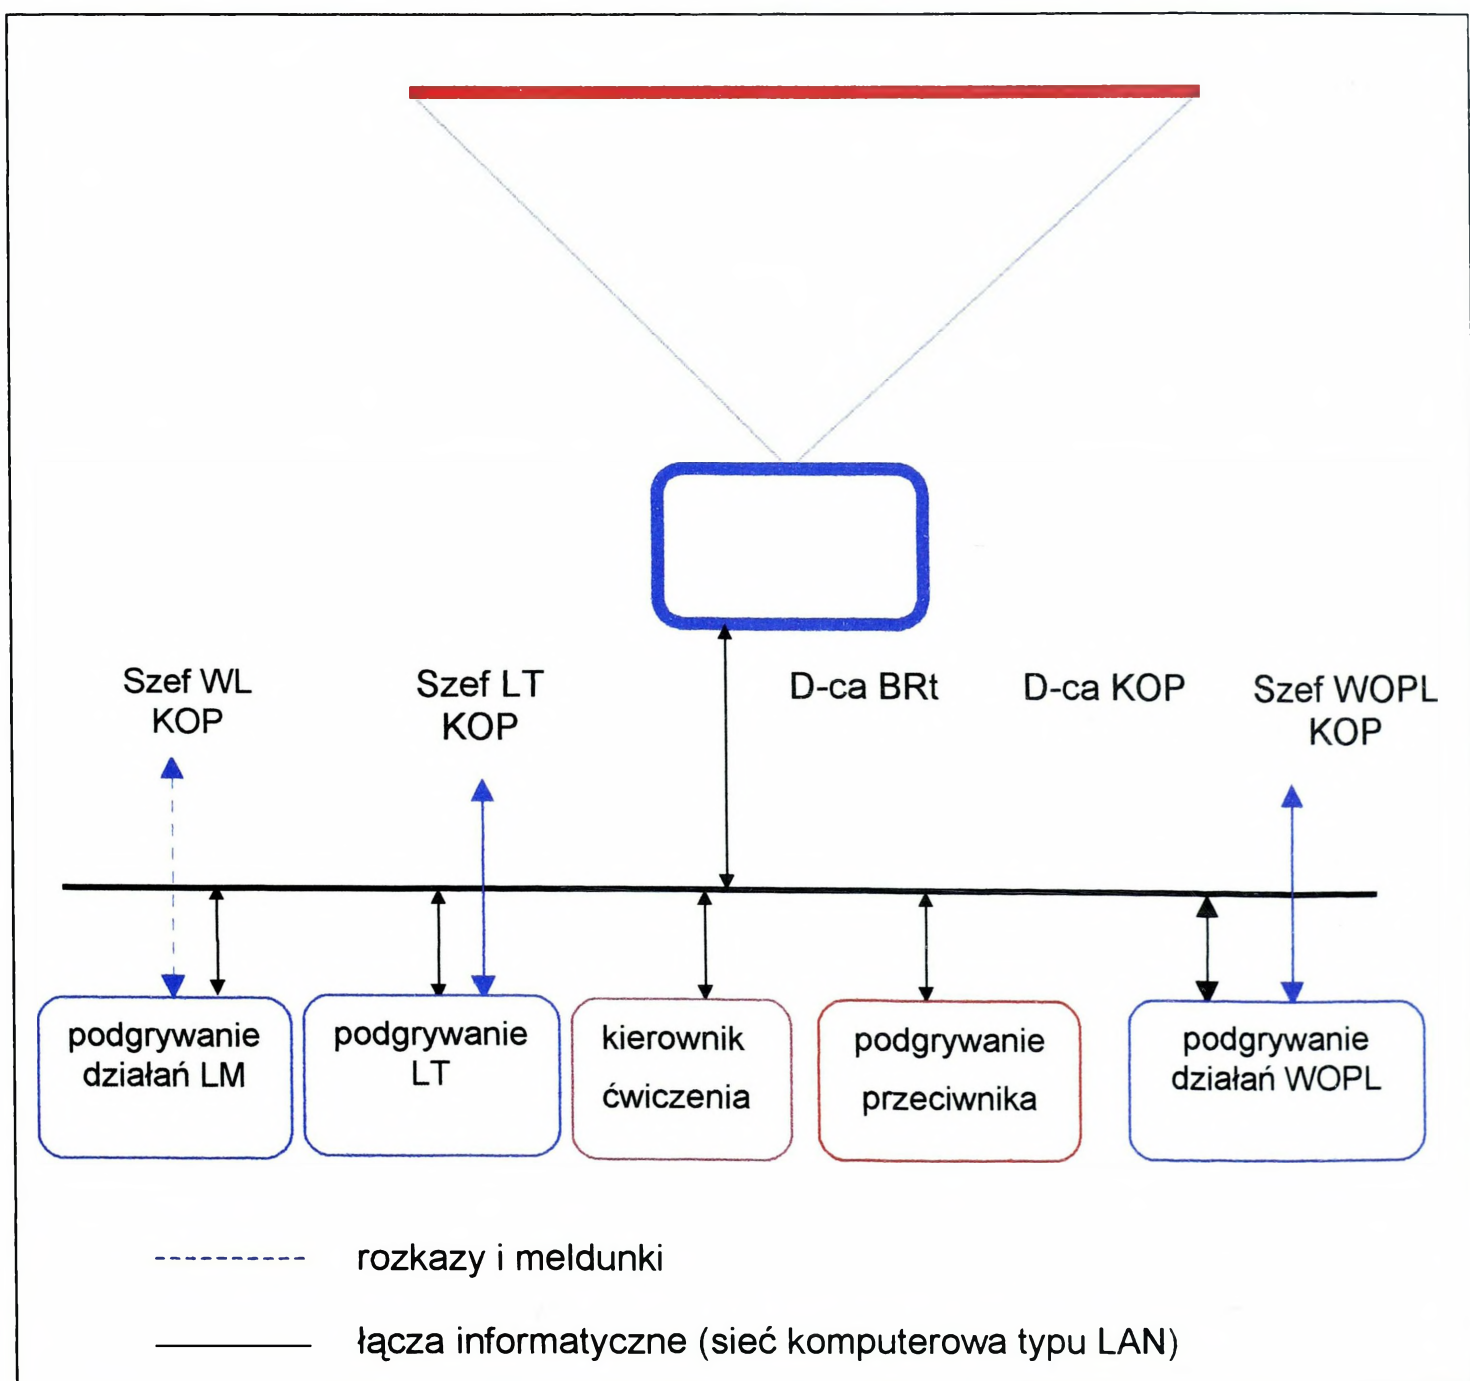 Szef WL
KOP
Szef LT
KOP
D-ca BRt
D-ca KOP
Szef WOPL
KOP
podgrywanie
działań LM
podgrywanie
LT
kierownik
ćwiczenia
podgrywanie
przeciwnika
podgrywanie
działań WOPL
rozkazy i meldunki
łącza informatyczne (sieć komputerowa typu LAN)